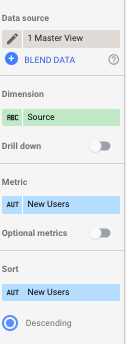 Data source
1 Master View
BLEND DATA
Dimension
RBC Source
Drill down
Metric
AUT New Users
Optional metrics
Sort
AUT New Users
Descending